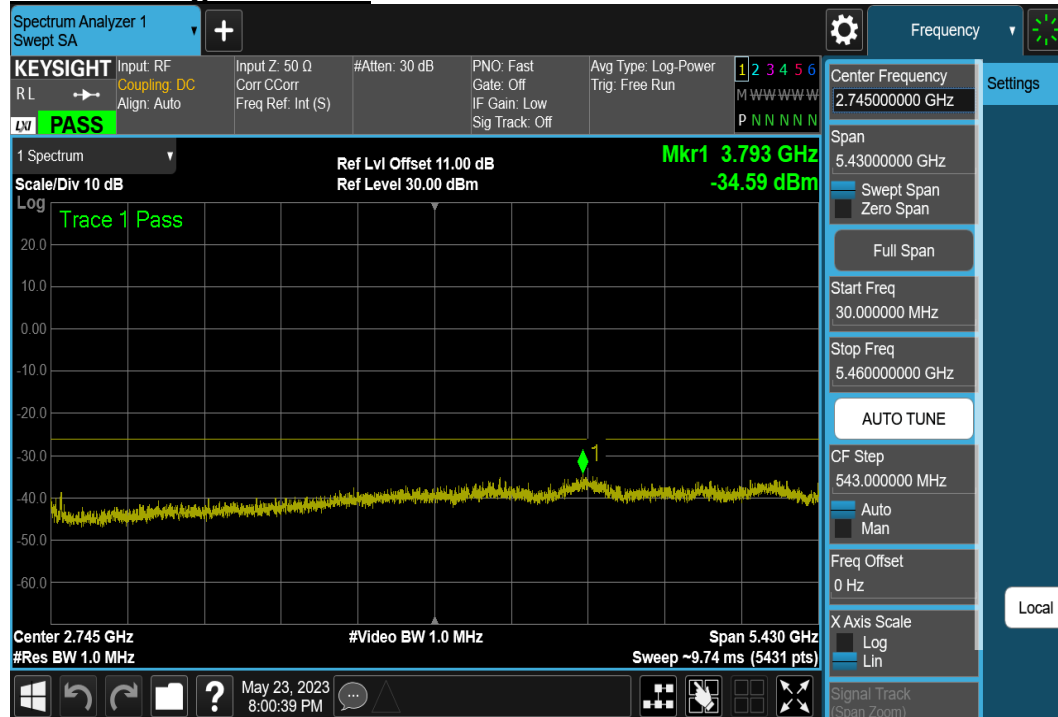 Spectrum Analyzer 1
Swept SA
+
Frequency
KEYSIGHT
R L
LXI
PASS
Input: RF
Coupling: DC
Align: Auto
Input Z: 50 Ω
Corr CCorr
Freq Ref: Int (S)
#Atten: 30 dB
PNO: Fast
Gate: Off
IF Gain: Low
Sig Track: Off
Avg Type: Log-Power
Trig: Free Run
1 2 3 4 5 6
M W W W W W
P N N N N N
1 Spectrum
Scale/Div 10 dB
Ref Lvl Offset 11.00 dB
Ref Level 30.00 dBm
Mkr1 3.793 GHz
-34.59 dBm
Log
Trace 1 Pass
20.0
10.00
0.00
-10.0
-20.0
-30.0
-40.0
-50.0
-60.0
1
Center 2.745 GHz
#Res BW 1.0 MHz
#Video BW 1.0 MHz
Span 5.430 GHz
Sweep ~9.74 ms (5431 pts)
?
May 23, 2023
8:00:39 PM
Center Frequency
2.745000000 GHz
Span
5.43000000 GHz
Swept Span
Zero Span
Full Span
Start Freq
30.000000 MHz
Stop Freq
5.460000000 GHz
AUTO TUNE
CF Step
543.000000 MHz
Auto
Man
Freq Offset
0 Hz
X Axis Scale
Log
Lin
Signal Track
(Span Zoom)
Settings
Local